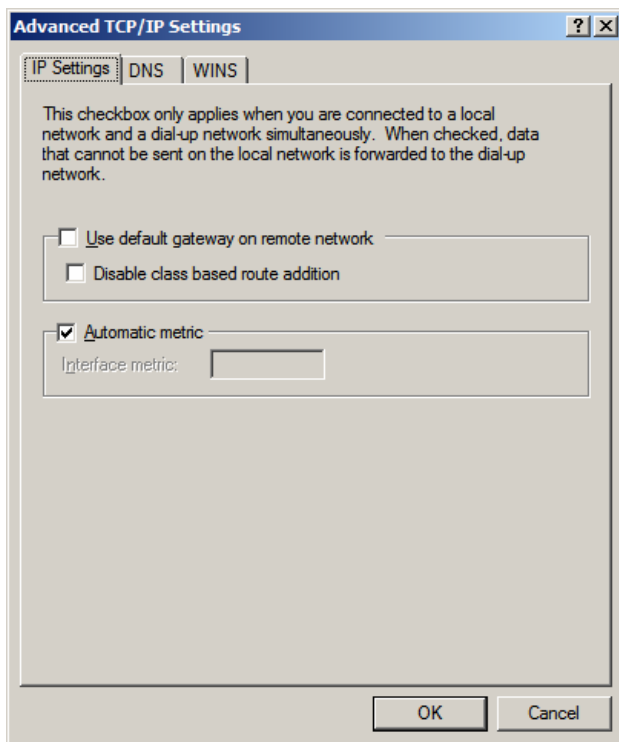 Advanced TCP/IP Settings
IP Settings DNS WINS
This checkbox only applies when you are connected to a local
network and a dial-up network simultaneously. When checked, data
that cannot be sent on the local network is forwarded to the dial-up
network.
Use default gateway on remote network
Disable class based route addition
Automatic metric
Interface metric:
OK Cancel